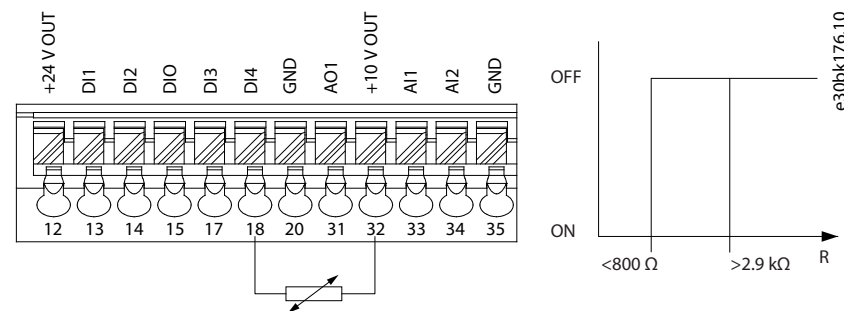 +24 V OUT
DI1
DI2
DIO
DI3
DI4
GND
AO1
+10 V OUT
AI1
AI2
GND
12 13 14 15 17 18 20 31 32 33 34 35
OFF
ON
<800 Ω
>2.9 kΩ
R
e30bk176.10